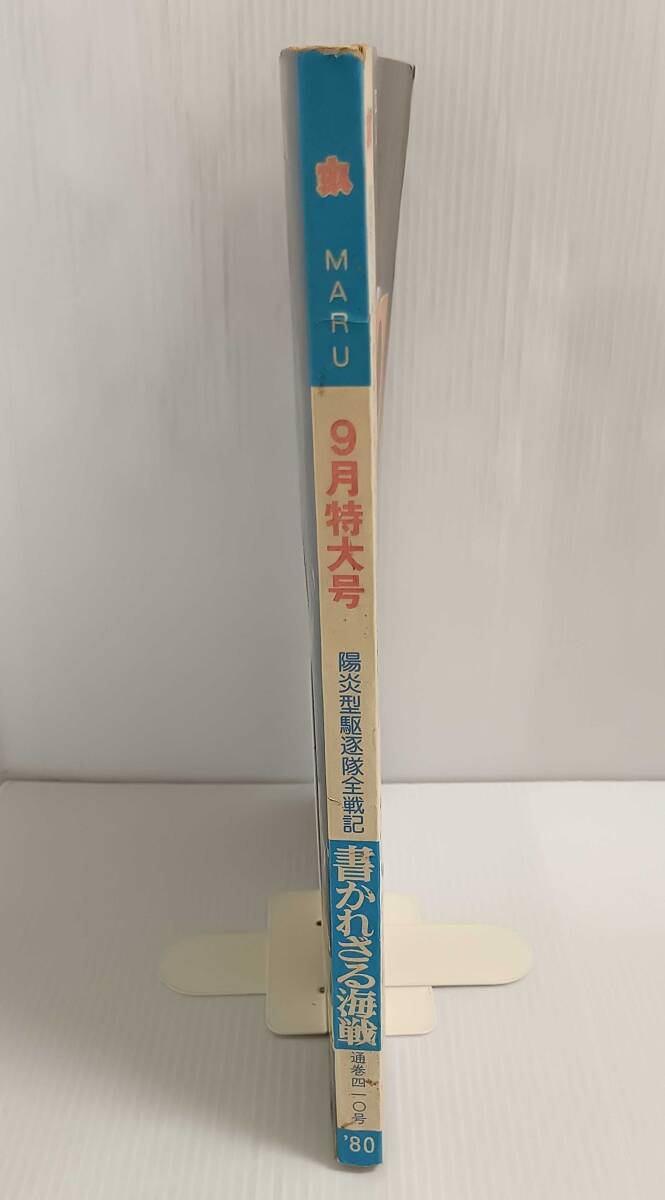 MARU
9月特大号
陽炎型駆逐隊全戦記
書かれざる海戦
通巻四一〇号
'80